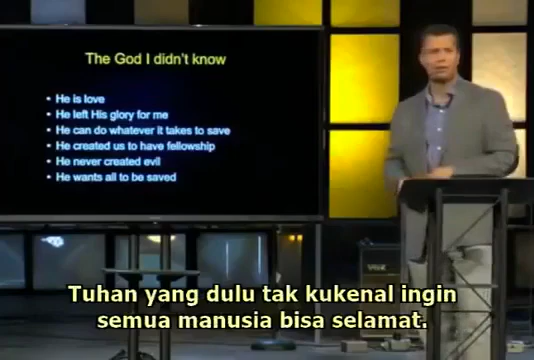 The God I didn't know
• He is love
• He left His glory for me
• He can do whatever it takes to save
• He created us to have fellowship
• He never created evil
• He wants all to be saved
Tuhan yang dulu tak kukenal ingin
semua manusia bisa selamat.